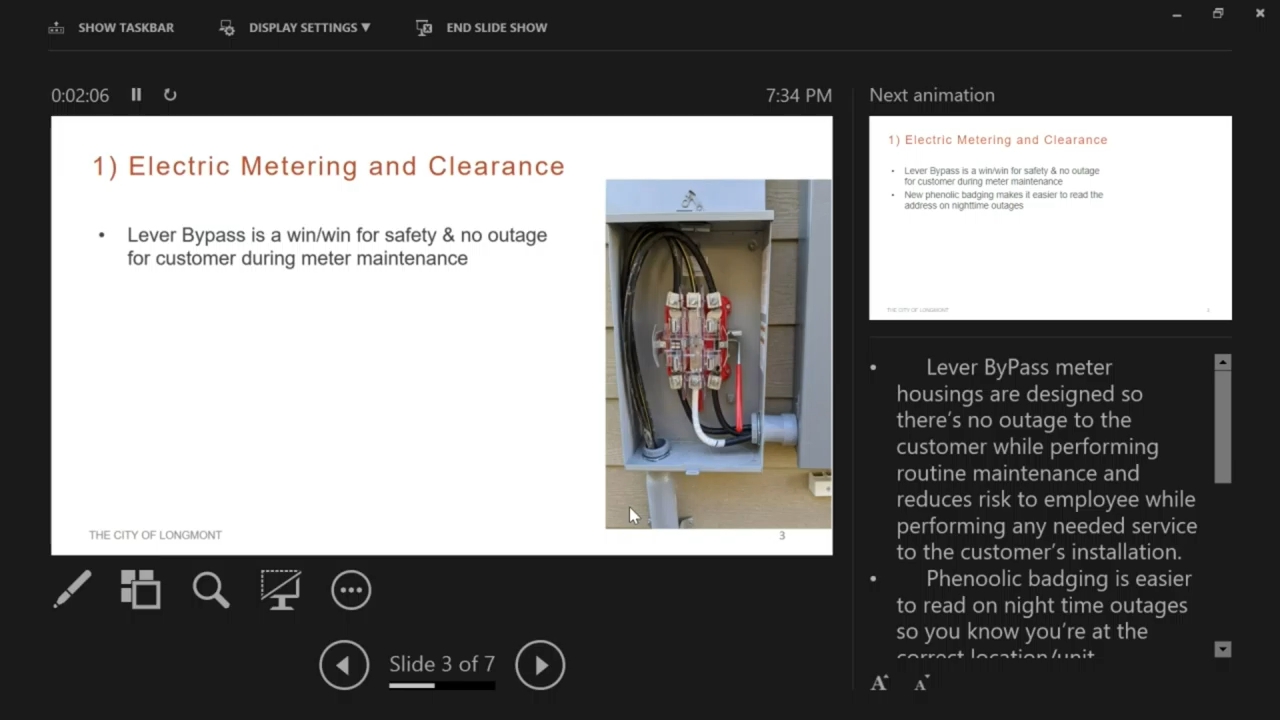 SHOW TASKBAR
DISPLAY SETTINGS ▼
END SLIDE SHOW
0:02:06
7:34 PM
1) Electric Metering and Clearance
• Lever Bypass is a win/win for safety & no outage
for customer during meter maintenance
THE CITY OF LONGMONT
3
Slide 3 of 7
Next animation
1) Electric Metering and Clearance
• Lever Bypass is a win/win for safety & no outage
for customer during meter maintenance
• New phenolic badging makes it easier to read the
address on nighttime outages
THE CITY OF LONGMONT
• Lever ByPass meter
housings are designed so
there's no outage to the
customer while performing
routine maintenance and
reduces risk to employee while
performing any needed service
to the customer's installation.
• Phenoolic badging is easier
to read on night time outages
so you know you're at the
correct location/unit
A A